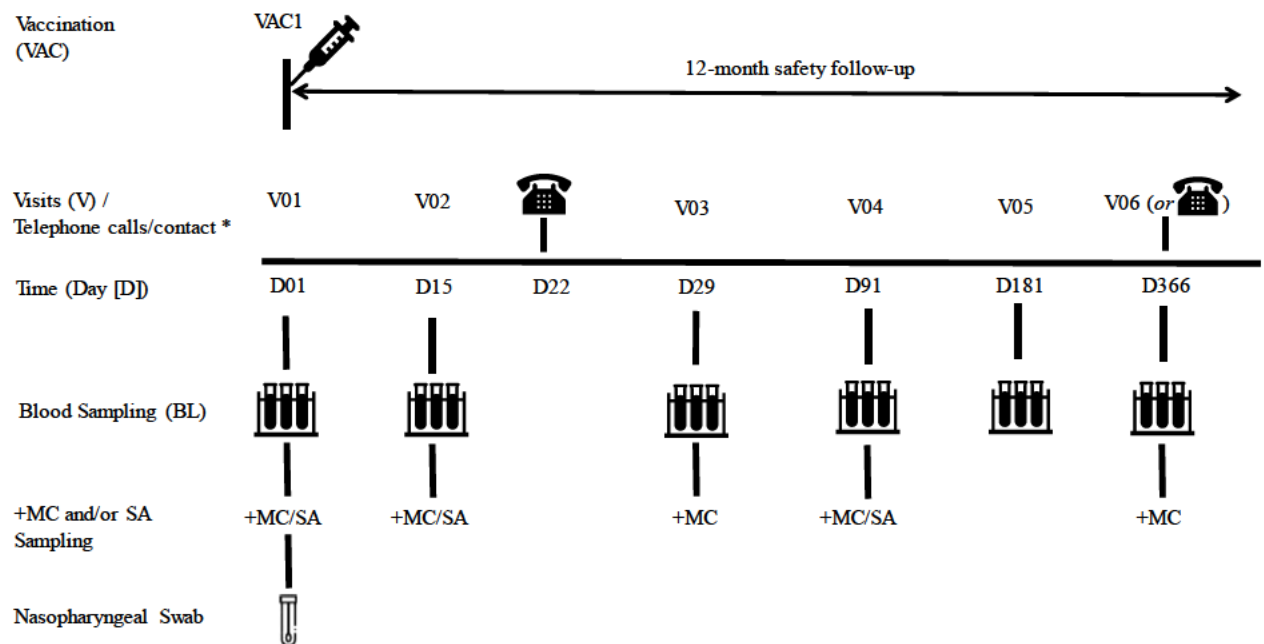 Vaccination
(VAC)
VAC1
12-month safety follow-up
Visits (V) /
Telephone calls/contact *
V01 V02 V03 V04 V05 V06 (or )
Time (Day [D]) D01 D15 D22 D29 D91 D181 D366
Blood Sampling (BL)
+MC and/or SA
Sampling
+MC/SA +MC/SA +MC +MC/SA +MC
Nasopharyngeal Swab